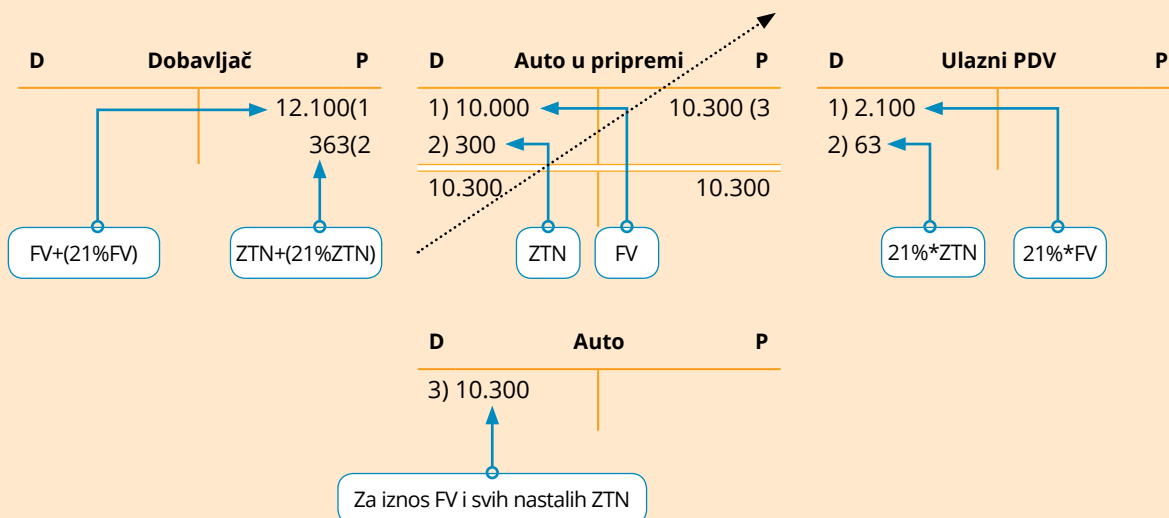 D Dobavljač P
12.100(1
363(2
FV+(21%FV)
ZTN+(21%ZTN)
D Auto u pripremi P
1) 10.000 10.300 (3
2) 300
10.300 10.300
ZTN
FV
D Ulazni PDV P
1) 2.100
2) 63
21%*ZTN
21%*FV
D Auto P
3) 10.300
Za iznos FV i svih nastalih ZTN